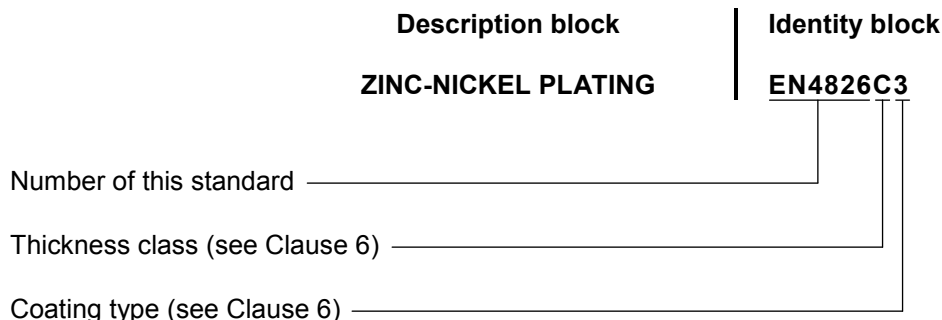 Description block Identity block
ZINC-NICKEL PLATING EN4826C3
Number of this standard
Thickness class (see Clause 6)
Coating type (see Clause 6)